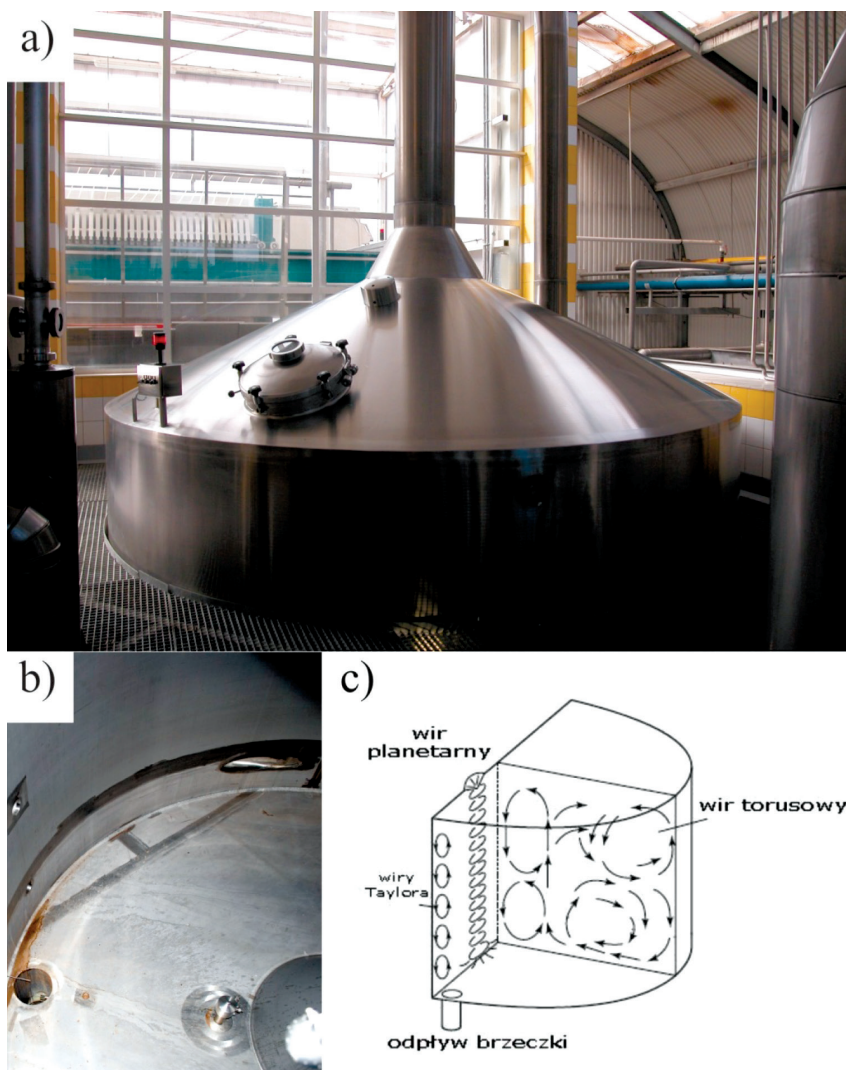 a)
b)
c)
wir
planetarny
wir torusowy
wiry
Taylora
odpływ brzeczki